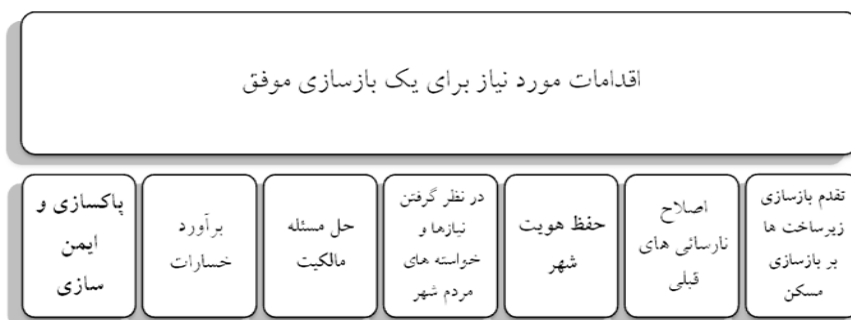 اقدامات مورد نیاز برای یک بازسازی موفق
تقدم بازسازی
زیرساخت ها
بر بازسازی
مسکن
اصلاح
نارسائی های
قبلی
حفظ هویت
شهر
در نظر گرفتن
نیازها و
خواسته های
مردم شهر
حل مسئله
مالکیت
برآورد
خسارات
پاکسازی و
ایمن
سازی